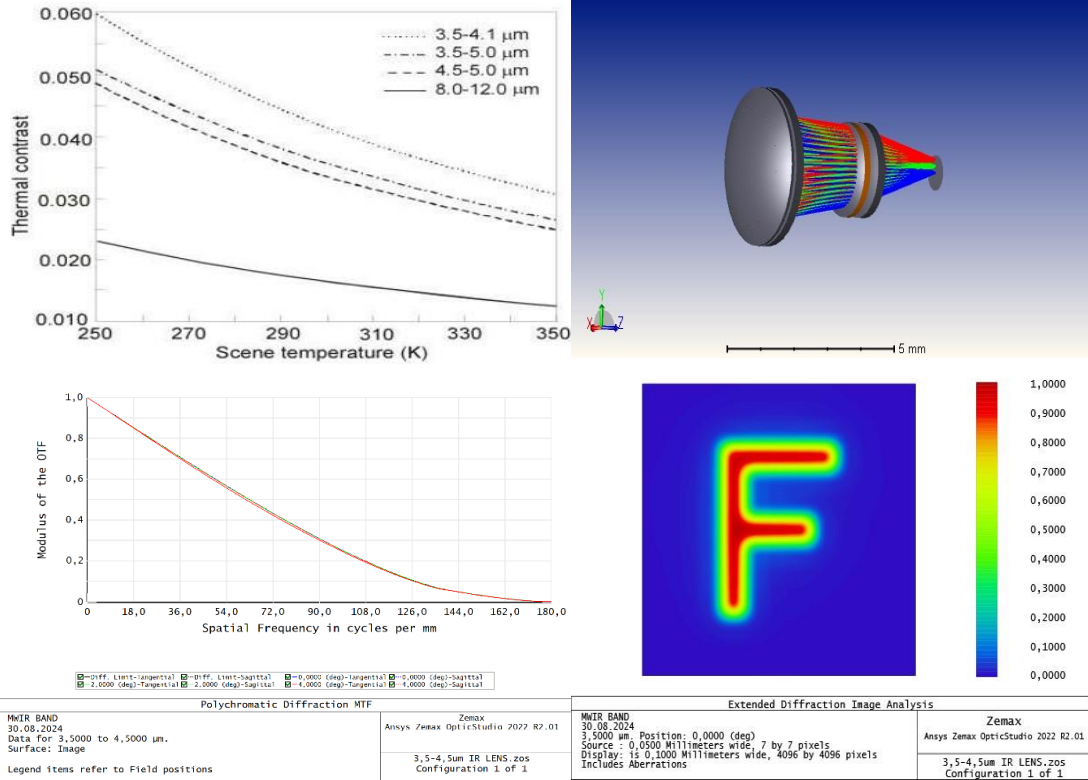 0.060
0.050
0.040
0.030
0.020
0.010
Thermal contrast
3.5-4.1 μm
3.5-5.0 μm
4.5-5.0 μm
8.0-12.0 μm
250 270 290 310 330 350
Scene temperature (K)
Y
X Z
5 mm
1,0
0,8
0,6
0,4
0,2
0
Modulus of the OTF
0 18,0 36,0 54,0 72,0 90,0 108,0 126,0 144,0 162,0 180,0
Spatial Frequency in cycles per mm
Diff. Limit-Tangential Diff. Limit-Sagittal 0,0000 (deg)-Tangential 0,0000 (deg)-Sagittal
2,0000 (deg)-Tangential 2,0000 (deg)-Sagittal 4,0000 (deg)-Tangential 4,0000 (deg)-Sagittal
Polychromatic Diffraction MTF
MWIR BAND
30.08.2024
Data for 3,5000 to 4,5000 μm.
Surface: Image
Legend items refer to Field positions
Zemax
Ansys Zemax OpticStudio 2022 R2.01
3,5-4,5um IR LENS.zos
Configuration 1 of 1
F
1,0000
0,9000
0,8000
0,7000
0,6000
0,5000
0,4000
0,3000
0,2000
0,1000
0,0000
Extended Diffraction Image Analysis
MWIR BAND
30.08.2024
3,5000 μm. Position: 0,0000 (deg)
Source : 0,0500 Millimeters wide, 7 by 7 pixels
Display: is 0,1000 Millimeters wide, 4096 by 4096 pixels
Includes Aberrations
Zemax
Ansys Zemax OpticStudio 2022 R2.01
3,5-4,5um IR LENS.zos
Configuration 1 of 1